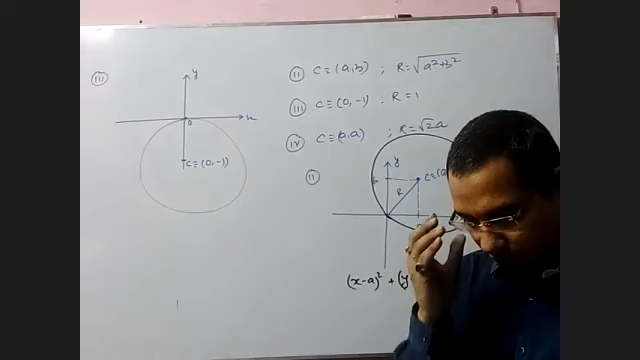 (iii)
y
x
O
C≡(0,-1)
(ii) C≡(a,b) ; R=√a²+b²
(iii) C≡(0,-1) ; R=1
(iv) C≡(a,a) ; R=√2a
(ii)
y
b
C≡(a
R
(x-a)² + (y